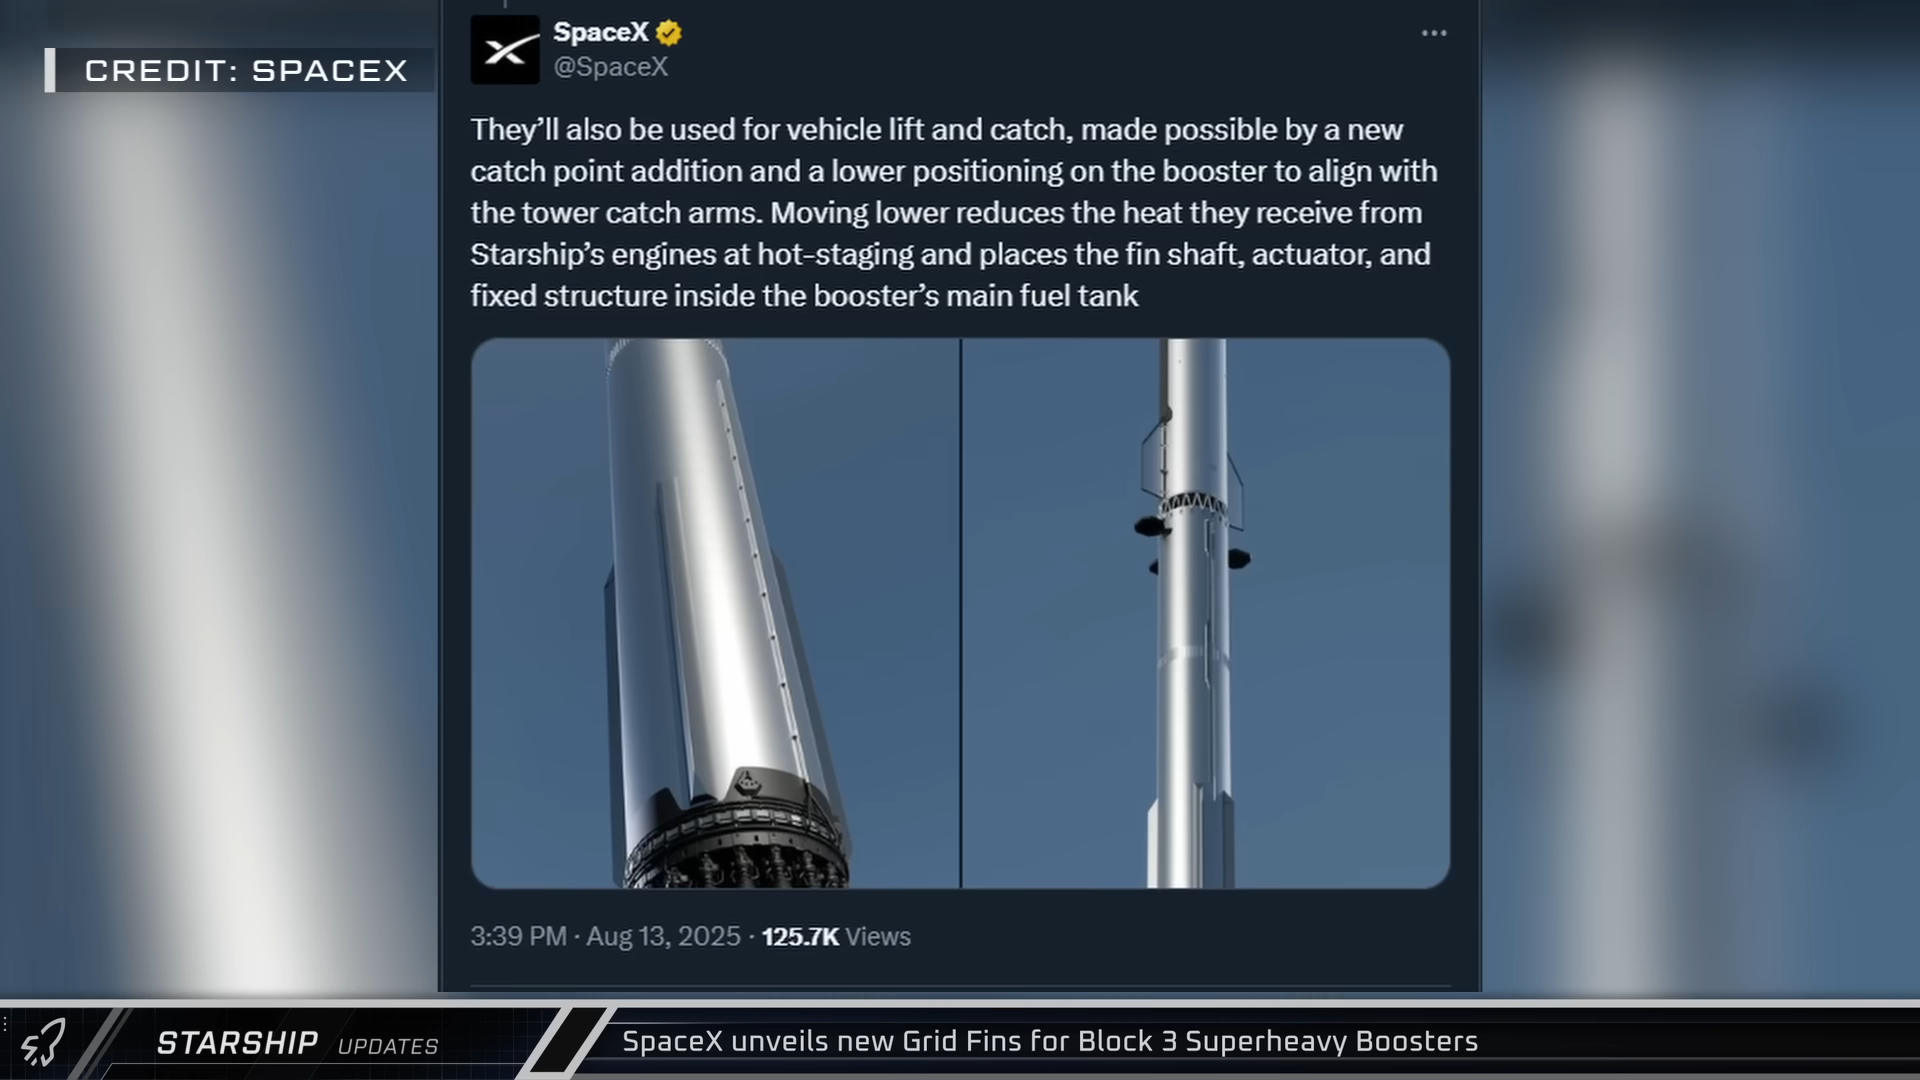 CREDIT: SPACEX
SpaceX
@SpaceX
They’ll also be used for vehicle lift and catch, made possible by a new
catch point addition and a lower positioning on the booster to align with
the tower catch arms. Moving lower reduces the heat they receive from
Starship’s engines at hot-staging and places the fin shaft, actuator, and
fixed structure inside the booster’s main fuel tank
3:39 PM · Aug 13, 2025 · 125.7K Views
STARSHIP UPDATES
SpaceX unveils new Grid Fins for Block 3 Superheavy Boosters